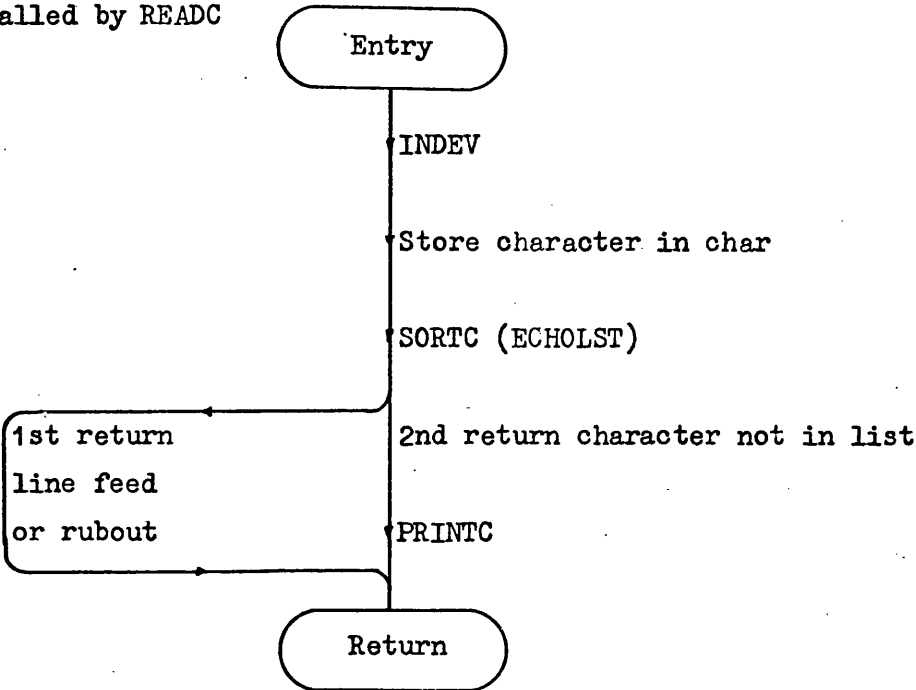 alled by READC
Entry
INDEV
Store character in char
SORTC (ECHOLST)
1st return
line feed
or rubout
2nd return character not in list
PRINTC
Return